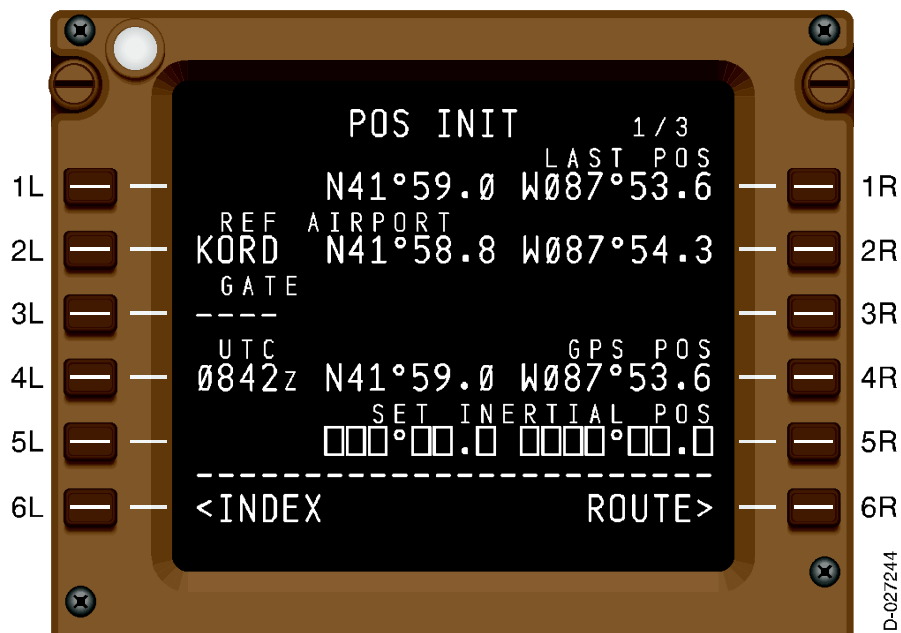 POS INIT 1/3
LAST POS
1L N41°59.0 W087°53.6 1R
REF AIRPORT
2L KORD N41°58.8 W087°54.3 2R
GATE
3L ---- 3R
UTC GPS POS
4L 0842z N41°59.0 W087°53.6 4R
SET INERTIAL POS
5L □□□°□□.□ □□□□°□□.□ 5R
--------------------------
6L <INDEX ROUTE> 6R
D-027244